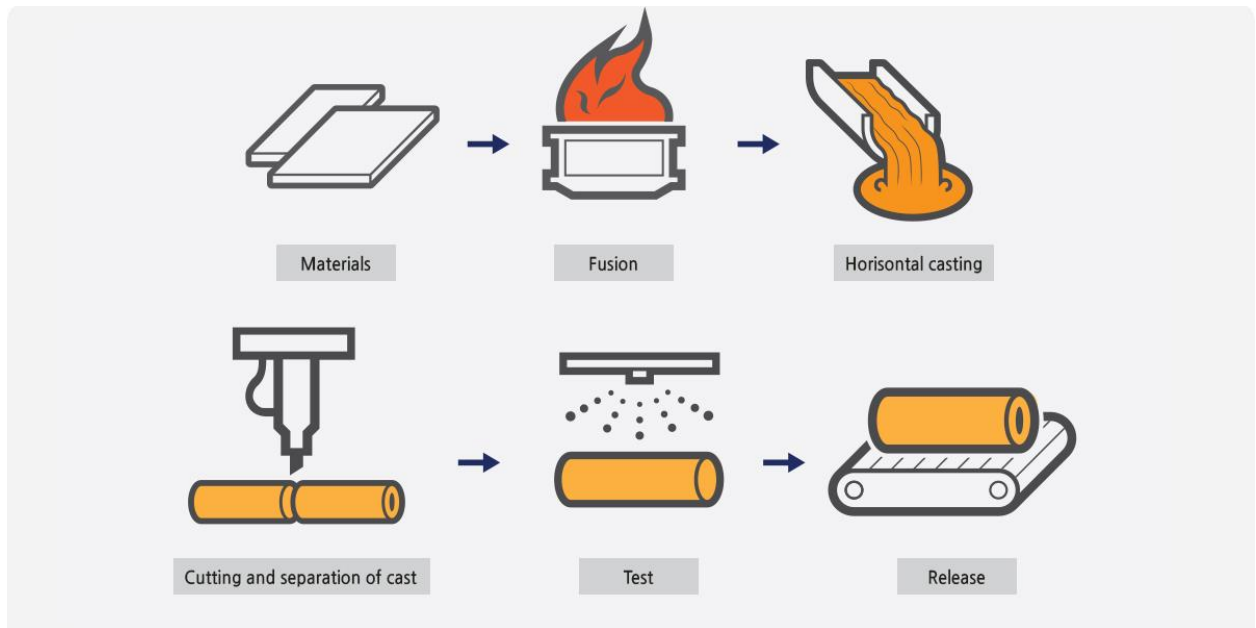 Materials
Fusion
Horisontal casting
Cutting and separation of cast
Test
Release